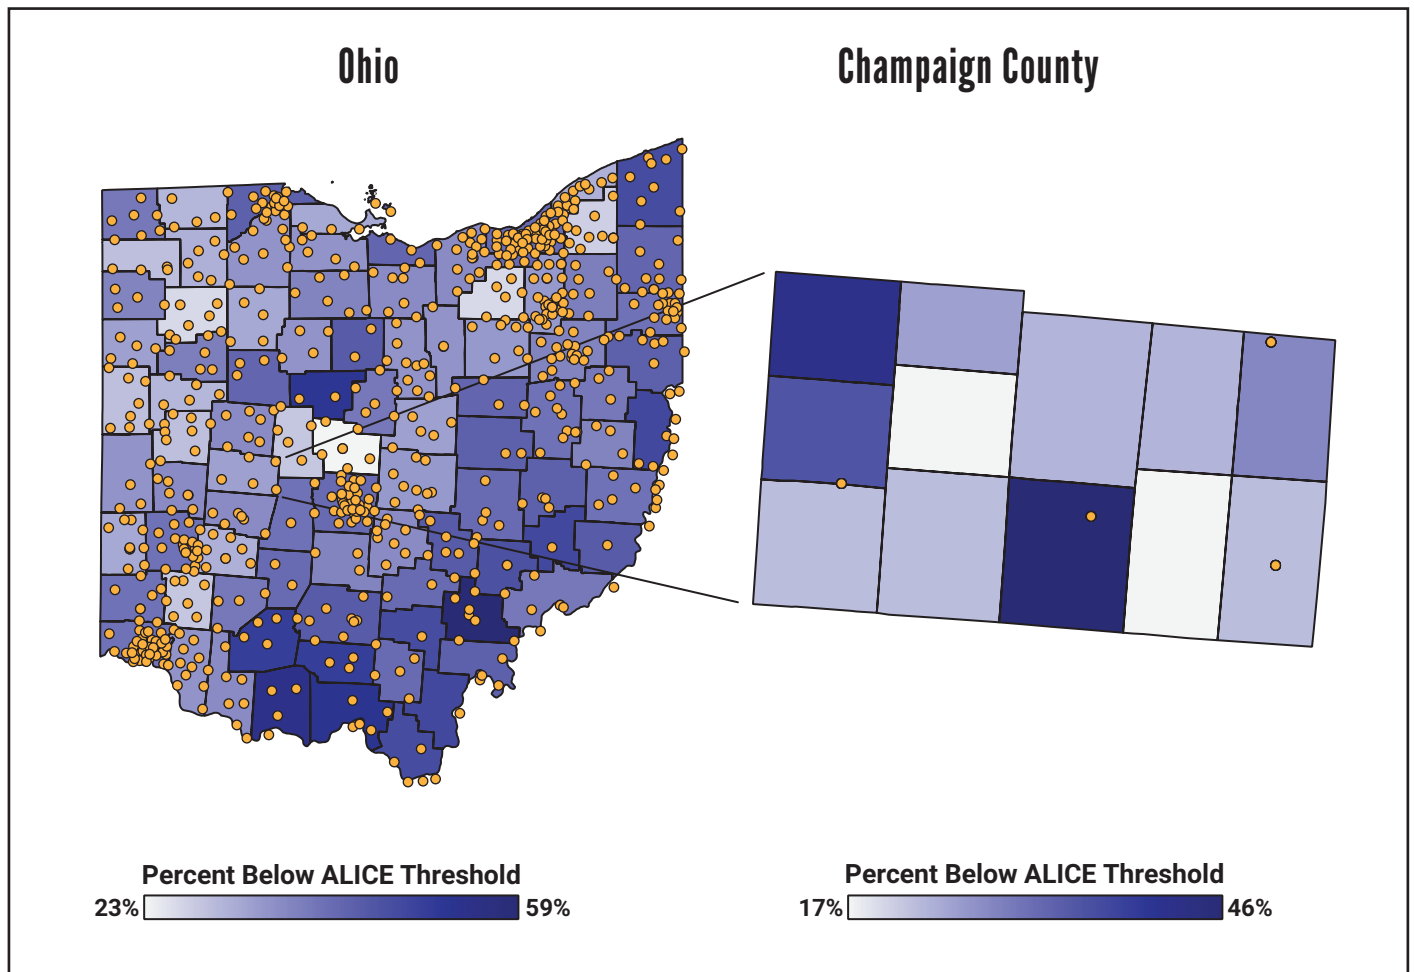 Ohio
Champaign County
Percent Below ALICE Threshold
23% 59%
Percent Below ALICE Threshold
17% 46%